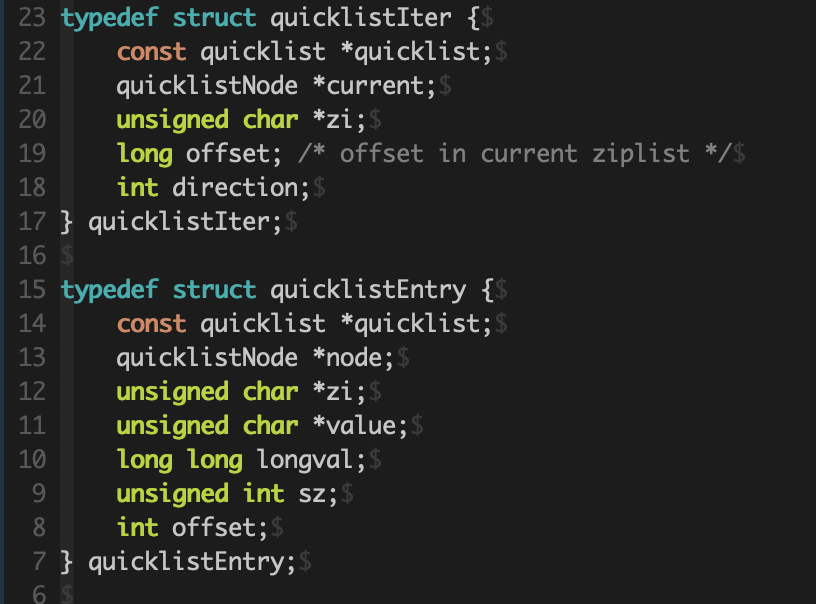 23 typedef struct quicklistIter {$
22     const quicklist *quicklist;$
21     quicklistNode *current;$
20     unsigned char *zi;$
19     long offset; /* offset in current ziplist */$
18     int direction;$
17 } quicklistIter;$
16 $
15 typedef struct quicklistEntry {$
14     const quicklist *quicklist;$
13     quicklistNode *node;$
12     unsigned char *zi;$
11     unsigned char *value;$
10     long long longval;$
9     unsigned int sz;$
8     int offset;$
7 } quicklistEntry;$
6 $